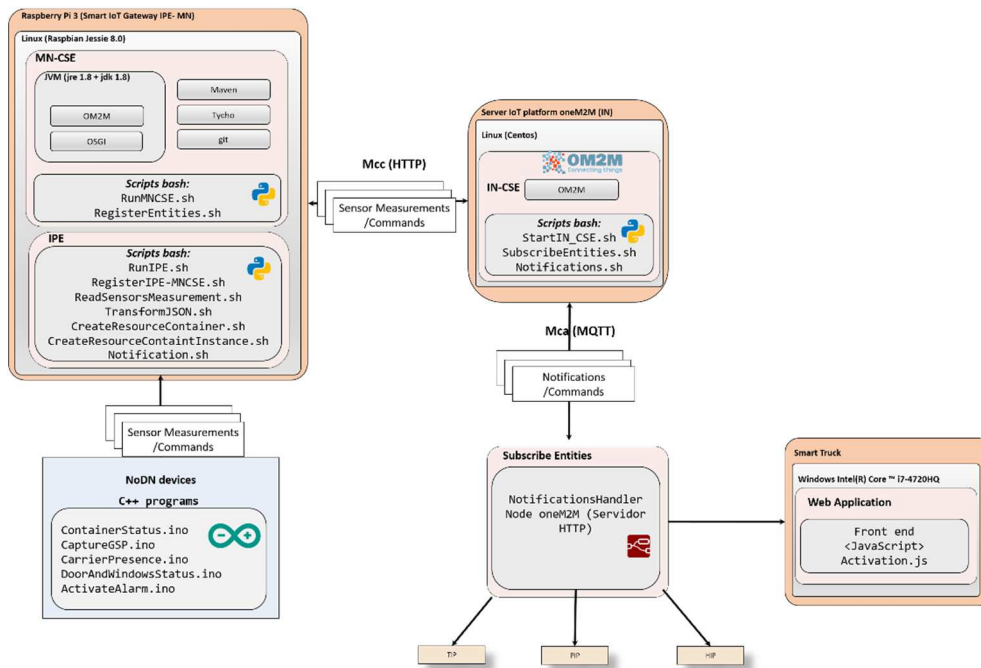 Raspberry Pi 3 (Smart IoT Gateway IPE- MN)
Linux (Raspbian Jessie 8.0)
MN-CSE
JVM (jre 1.8 + jdk 1.8)
OM2M
OSGI
Maven
Tycho
git
Scripts bash:
RunMNCSE.sh
RegisterEntities.sh
IPE
Scripts bash:
RunIPE.sh
RegisterIPE-MNCSE.sh
ReadSensorsMeasurement.sh
TransformJSON.sh
CreateResourceContainer.sh
CreateResourceContaintInstance.sh
Notification.sh
Sensor Measurements
/Commands
NoDN devices
C++ programs
ContainerStatus.ino
CaptureGSP.ino
CarrierPresence.ino
DoorAndWindowsStatus.ino
ActivateAlarm.ino
Mcc (HTTP)
Sensor Measurements
/Commands
Server IoT platform oneM2M (IN)
Linux (Centos)
OM2M
Connecting things
IN-CSE
OM2M
Scripts bash:
StartIN_CSE.sh
SubscribeEntities.sh
Notifications.sh
Mca (MQTT)
Notifications
/Commands
Subscribe Entities
NotificationsHandler
Node oneM2M (Servidor
HTTP)
TIP
PIP
HIP
Smart Truck
Windows Intel(R) Core ™ i7-4720HQ
Web Application
Front end
<JavaScript>
Activation.js